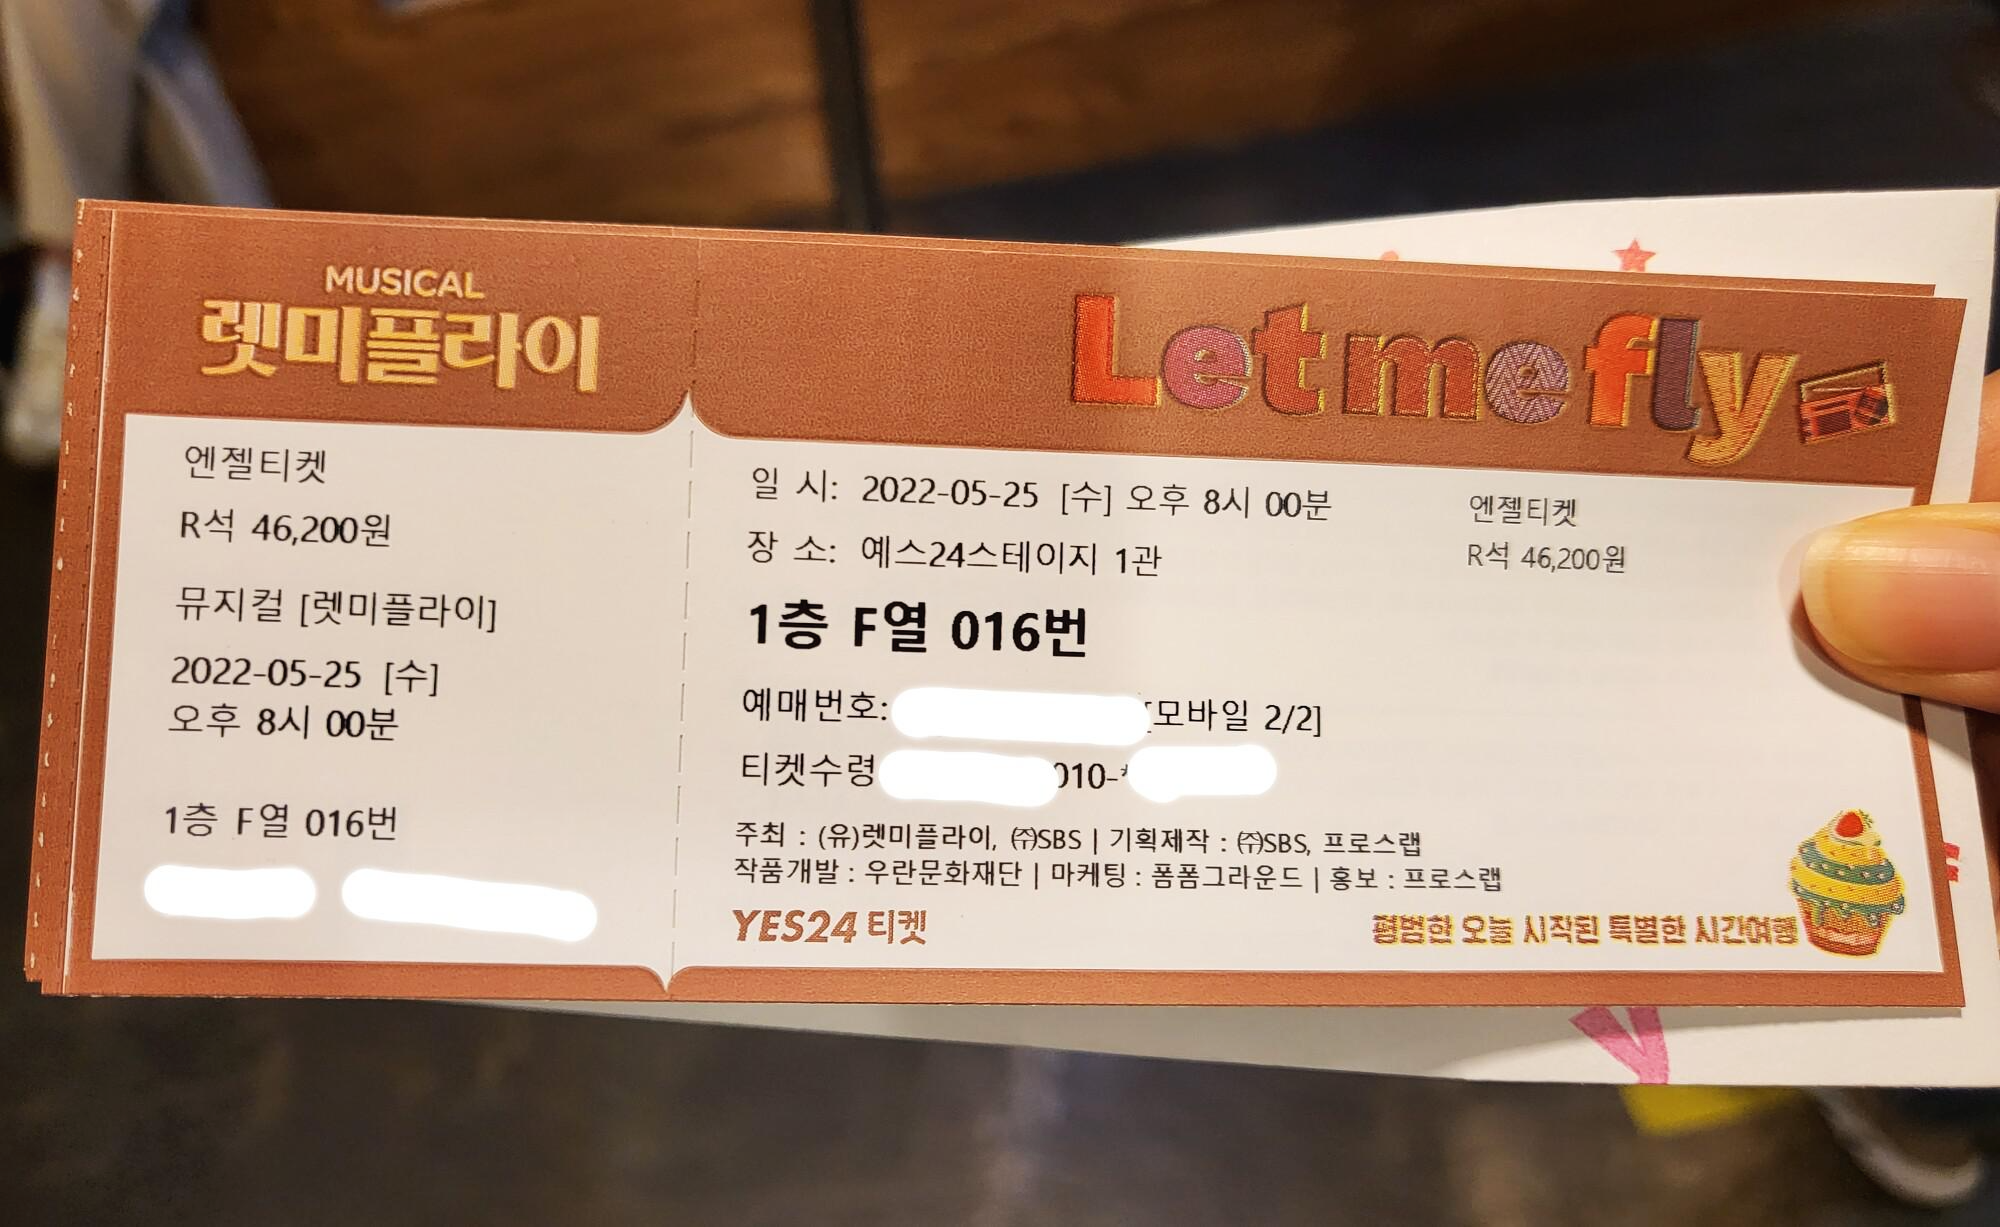 MUSICAL
렛미플라이
엔젤티켓
R석 46,200원
뮤지컬 [렛미플라이]
2022-05-25 [수]
오후 8시 00분
1층 F열 016번
Let me fly
일 시: 2022-05-25 [수] 오후 8시 00분
장 소: 예스24스테이지 1관
엔젤티켓
R석 46,200원
1층 F열 016번
예매번호: [모바일 2/2]
티켓수령 010-*
주최 : (유)렛미플라이, ㈜SBS | 기획제작 : ㈜SBS, 프로스랩
작품개발 : 우란문화재단 | 마케팅 : 폼폼그라운드 | 홍보 : 프로스랩
YES24 티켓
평범한 오늘 시작된 특별한 시간여행